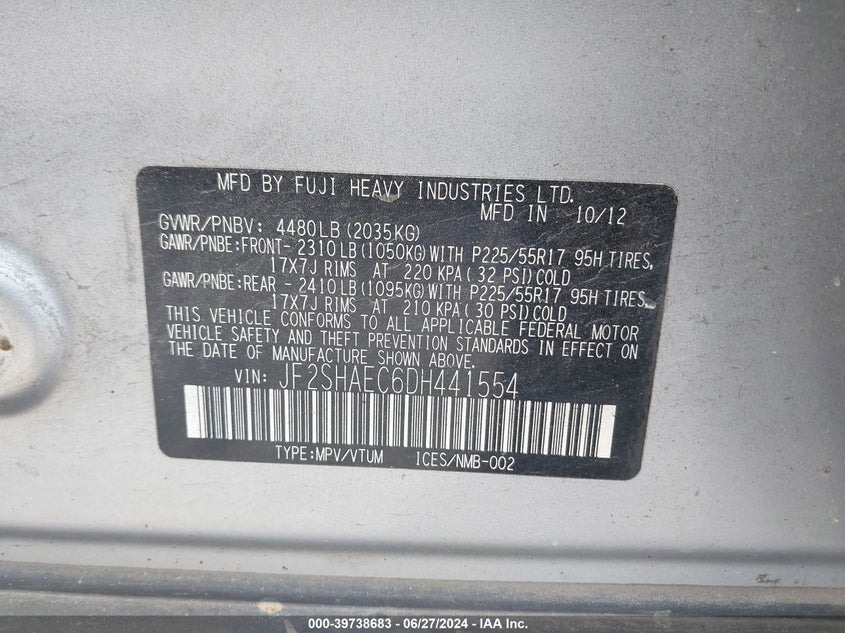 MFD BY FUJI HEAVY INDUSTRIES LTD.
MFD IN 10/12
GVWR/PNBV: 4480LB(2035KG)
GAWR/PNBE:FRONT- 2310LB(1050KG)WITH P225/55R17 95H TIRES,
17X7J RIMS AT 220 KPA( 32 PSI)COLD
GAWR/PNBE:REAR - 2410LB(1095KG)WITH P225/55R17 95H TIRES,
17X7J RIMS AT 210 KPA( 30 PSI)COLD
THIS VEHICLE CONFORMS TO ALL APPLICABLE FEDERAL MOTOR
VEHICLE SAFETY AND THEFT PREVENTION STANDARDS IN EFFECT ON
THE DATE OF MANUFACTURE SHOWN ABOVE.
VIN: JF2SHAEC6DH441554
TYPE:MPV/VTUM ICES/NMB-002
000-39738683 - 06/27/2024 - IAA Inc.